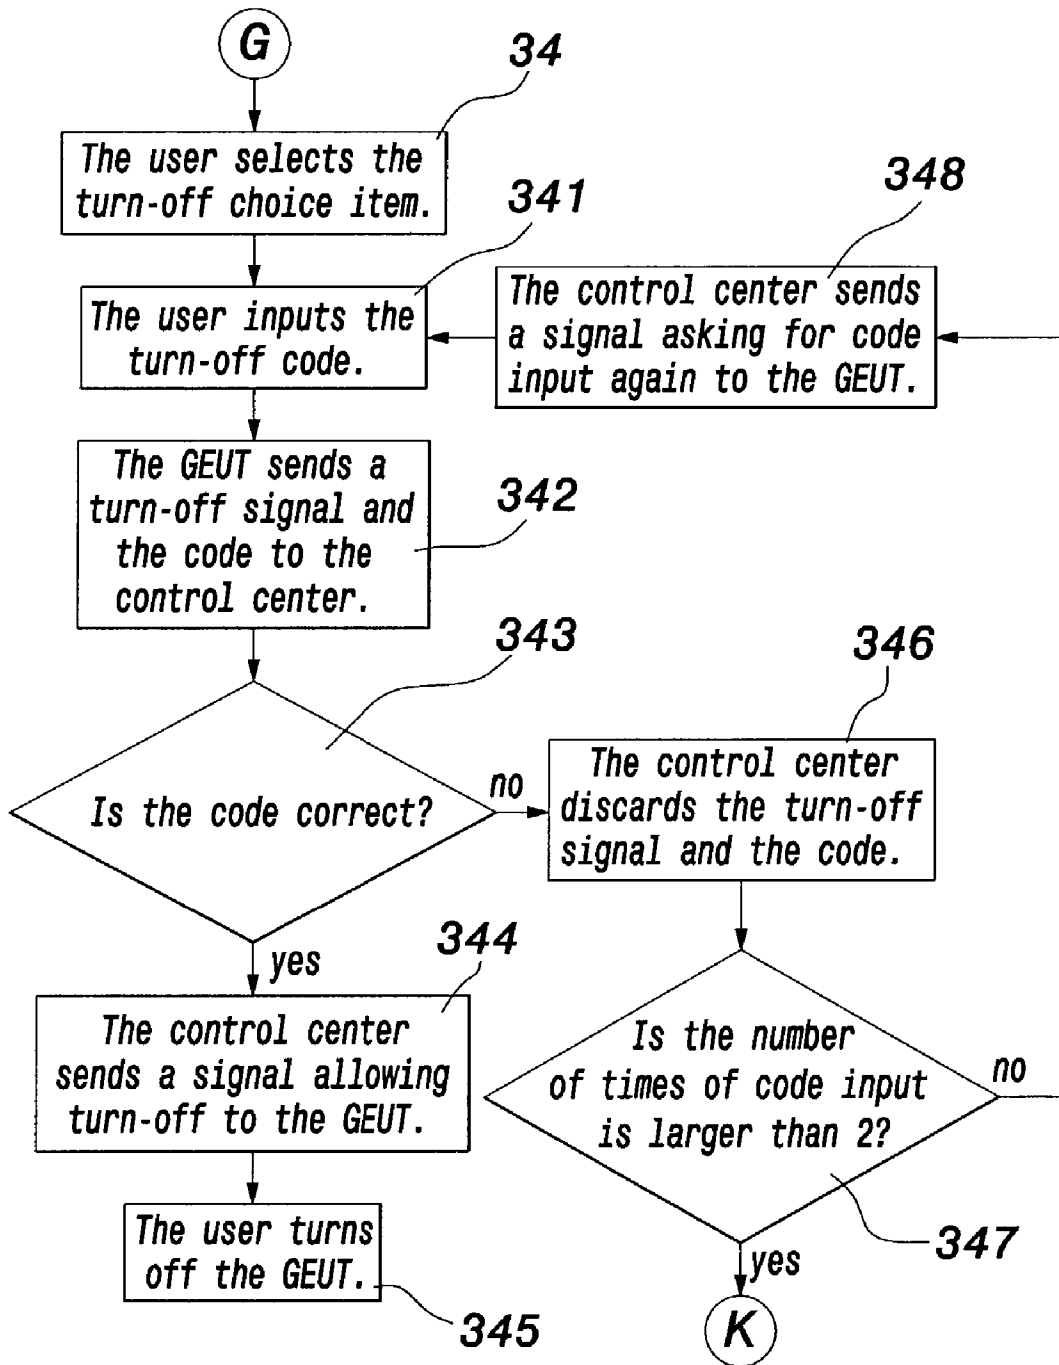 G
34
The user selects the
turn-off choice item.
341
The user inputs the
turn-off code.
348
The control center sends
a signal asking for code
input again to the GEUT.
The GEUT sends a
turn-off signal and
the code to the
control center.
342
343
Is the code correct?
no
346
The control center
discards the turn-off
signal and the code.
yes
344
The control center
sends a signal allowing
turn-off to the GEUT.
Is the number
of times of code input
is larger than 2?
no
347
yes
The user turns
off the GEUT.
345
K